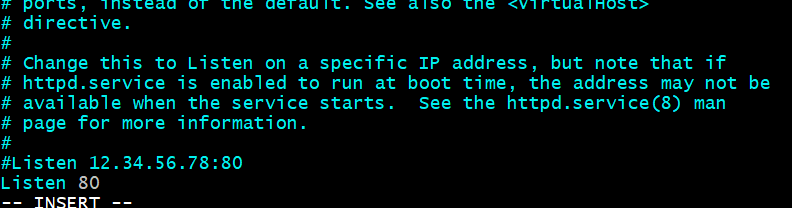 # ports, instead of the default. See also the <VirtualHost>
# directive.
#
# Change this to Listen on a specific IP address, but note that if
# httpd.service is enabled to run at boot time, the address may not be
# available when the service starts.  See the httpd.service(8) man
# page for more information.
#
#Listen 12.34.56.78:80
Listen 80
-- INSERT --